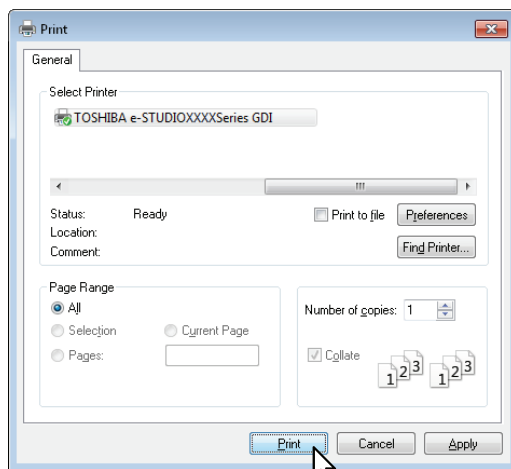 Print
General
Select Printer
TOSHIBA e-STUDIOXXXXSeries GDI
Status: Ready
Print to file
Preferences
Location:
Comment:
Find Printer...
Page Range
All
Selection
Current Page
Pages:
Number of copies: 1
Collate
1 2 3 1 2 3
Print
Cancel
Apply